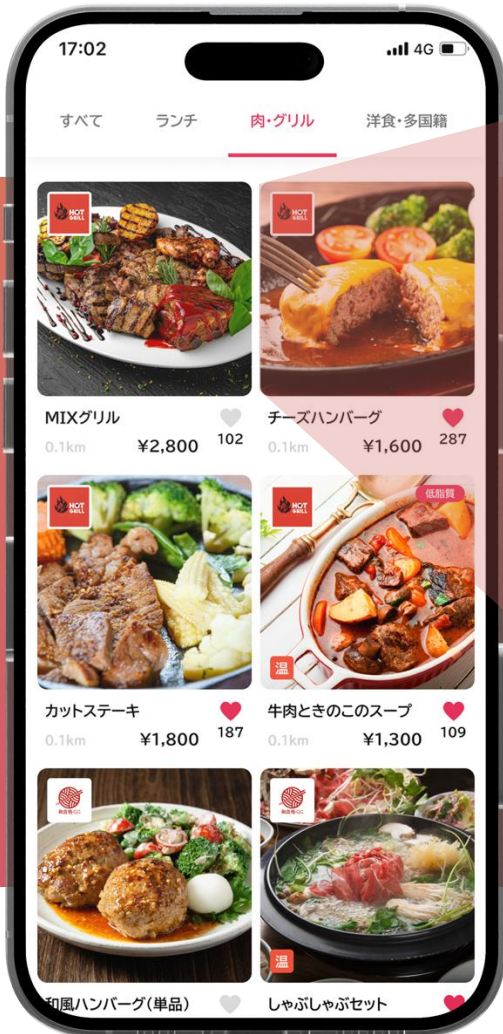 17:02
4G
すべて
ランチ
肉・グリル
洋食・多国籍
HOT
GRILL
HOT
GRILL
MIXグリル
0.1km
¥2,800
102
チーズハンバーグ
0.1km
¥1,600
287
HOT
GRILL
HOT
GRILL
低脂質
温
カットステーキ
0.1km
¥1,800
187
牛肉ときのこのスープ
0.1km
¥1,300
109
温
和風ハンバーグ(単品)
しゃぶしゃぶセット